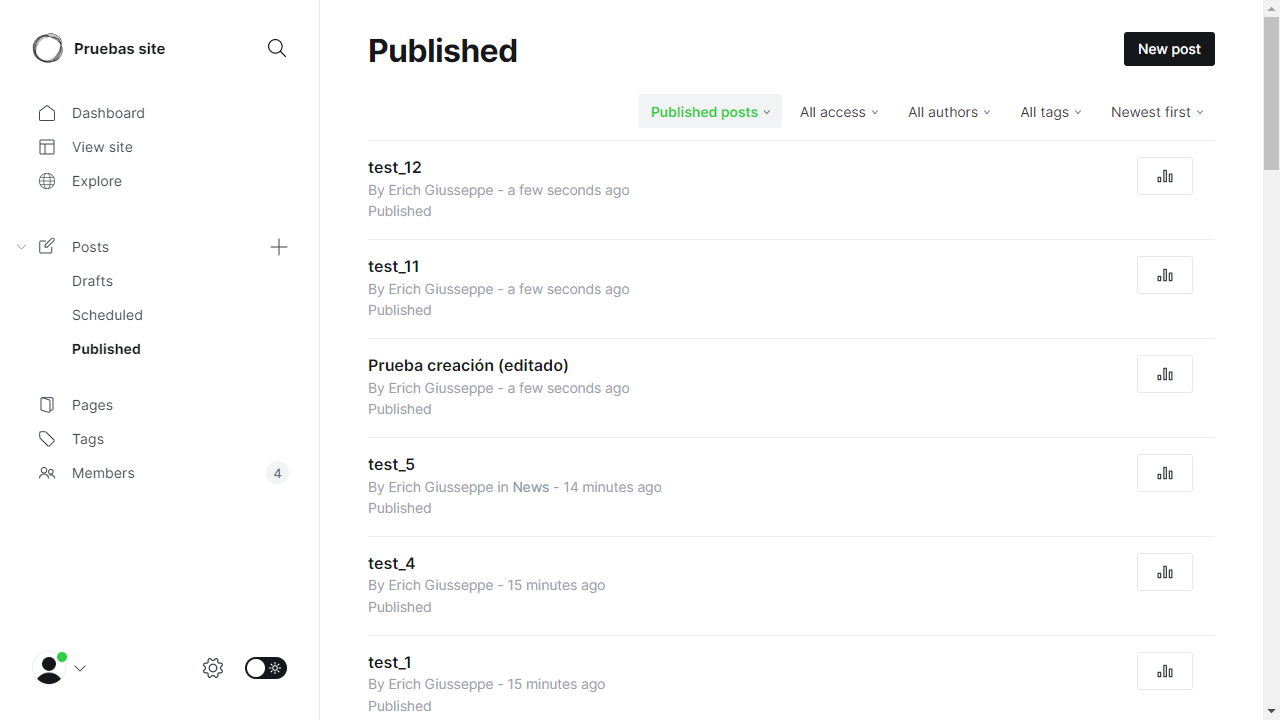 Pruebas site
Dashboard
View site
Explore
Posts
Drafts
Scheduled
Published
Pages
Tags
Members
4
Published
New post
Published posts
All access
All authors
All tags
Newest first
test_12
By Erich Giusseppe - a few seconds ago
Published
test_11
By Erich Giusseppe - a few seconds ago
Published
Prueba creación (editado)
By Erich Giusseppe - a few seconds ago
Published
test_5
By Erich Giusseppe in News - 14 minutes ago
Published
test_4
By Erich Giusseppe - 15 minutes ago
Published
test_1
By Erich Giusseppe - 15 minutes ago
Published